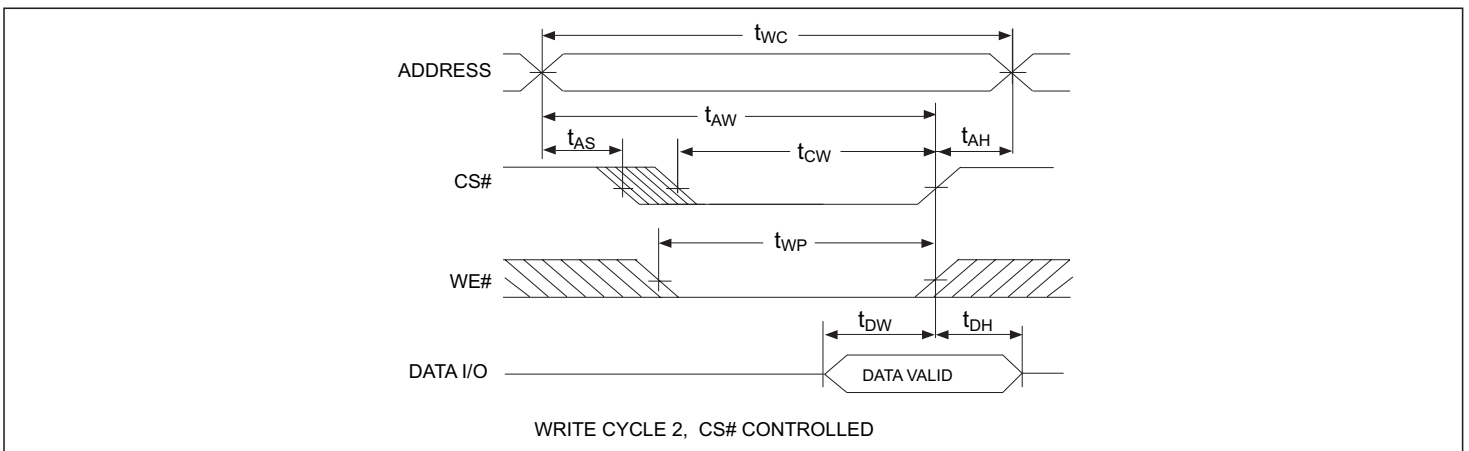 tWC
ADDRESS
tAW
tAS
tCW
tAH
CS#
tWP
WE#
tDW
tDH
DATA I/O
DATA VALID
WRITE CYCLE 2, CS# CONTROLLED